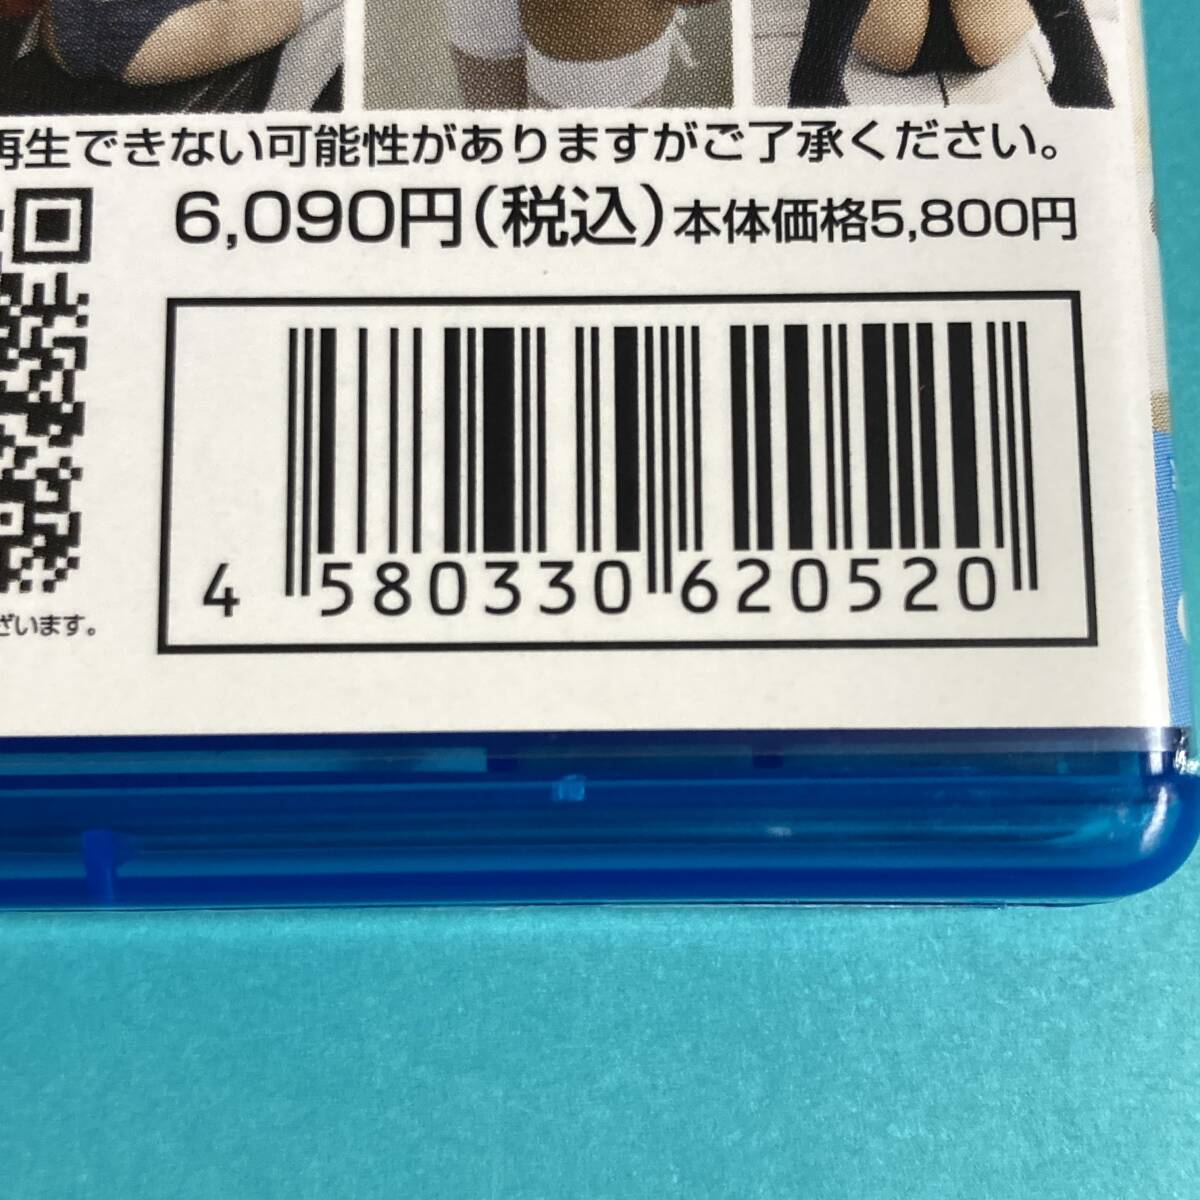 再生できない可能性がありますがご了承ください。
6,090円(税込)本体価格5,800円
4 580330 620520
ざいます。